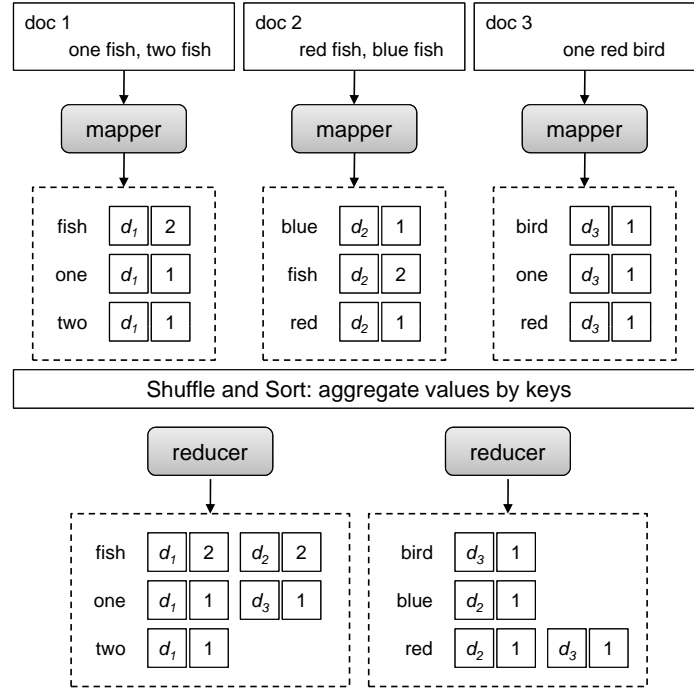 doc 1
one fish, two fish
doc 2
red fish, blue fish
doc 3
one red bird
mapper
mapper
mapper
fish d₁ 2
one d₁ 1
two d₁ 1
blue d₂ 1
fish d₂ 2
red d₂ 1
bird d₃ 1
one d₃ 1
red d₃ 1
Shuffle and Sort: aggregate values by keys
reducer
reducer
fish d₁ 2 d₂ 2
one d₁ 1 d₃ 1
two d₁ 1
bird d₃ 1
blue d₂ 1
red d₂ 1 d₃ 1